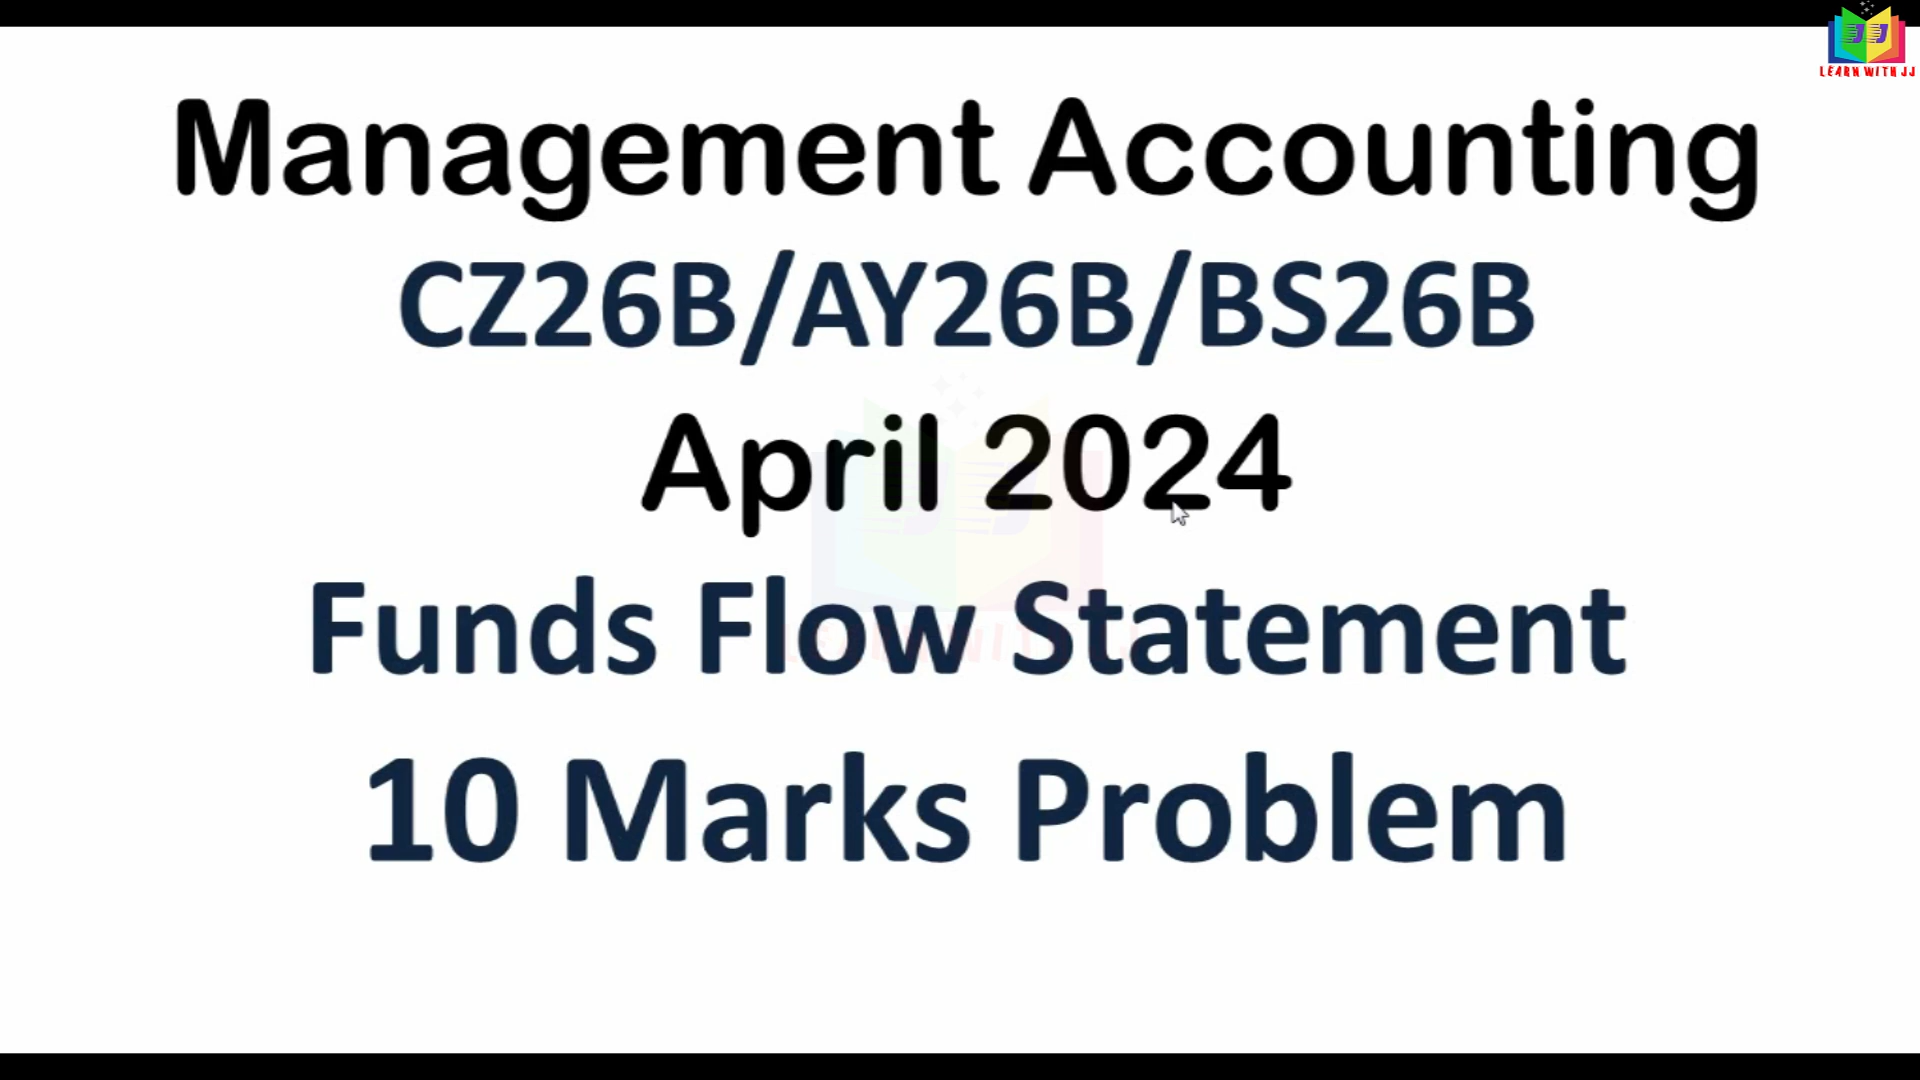 LEARN WITH JJ
Management Accounting
CZ26B/AY26B/BS26B
April 2024
Funds Flow Statement
10 Marks Problem